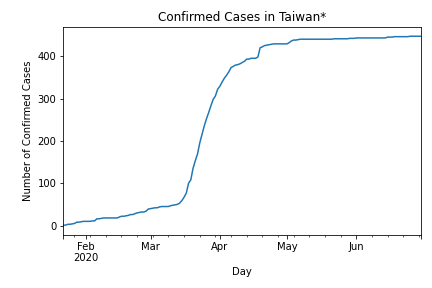 Confirmed Cases in Taiwan*
Number of Confirmed Cases
400
300
200
100
0
Feb
2020
Mar
Apr
May
Jun
Day